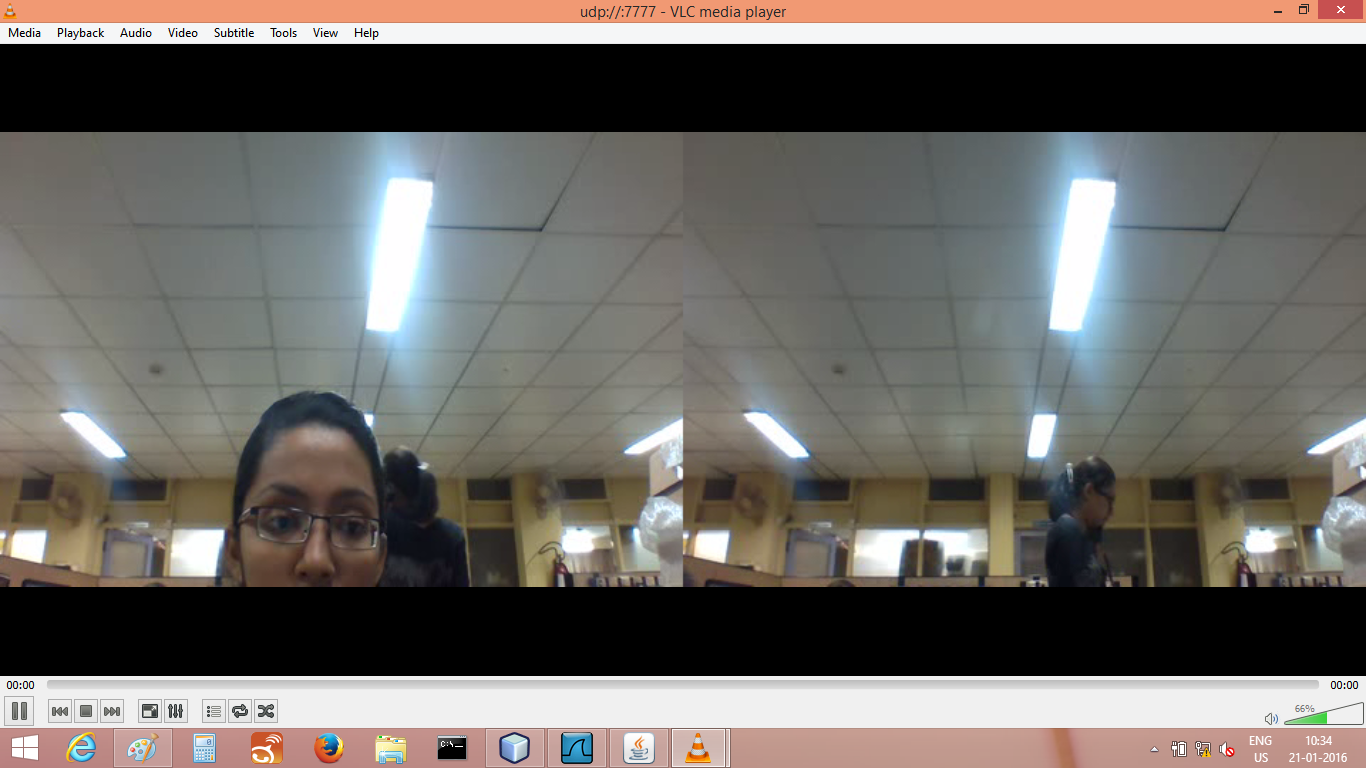 udp://:7777 - VLC media player
Media Playback Audio Video Subtitle Tools View Help
00:00 00:00
66%
C:\._
ENG 10:34
US 21-01-2016